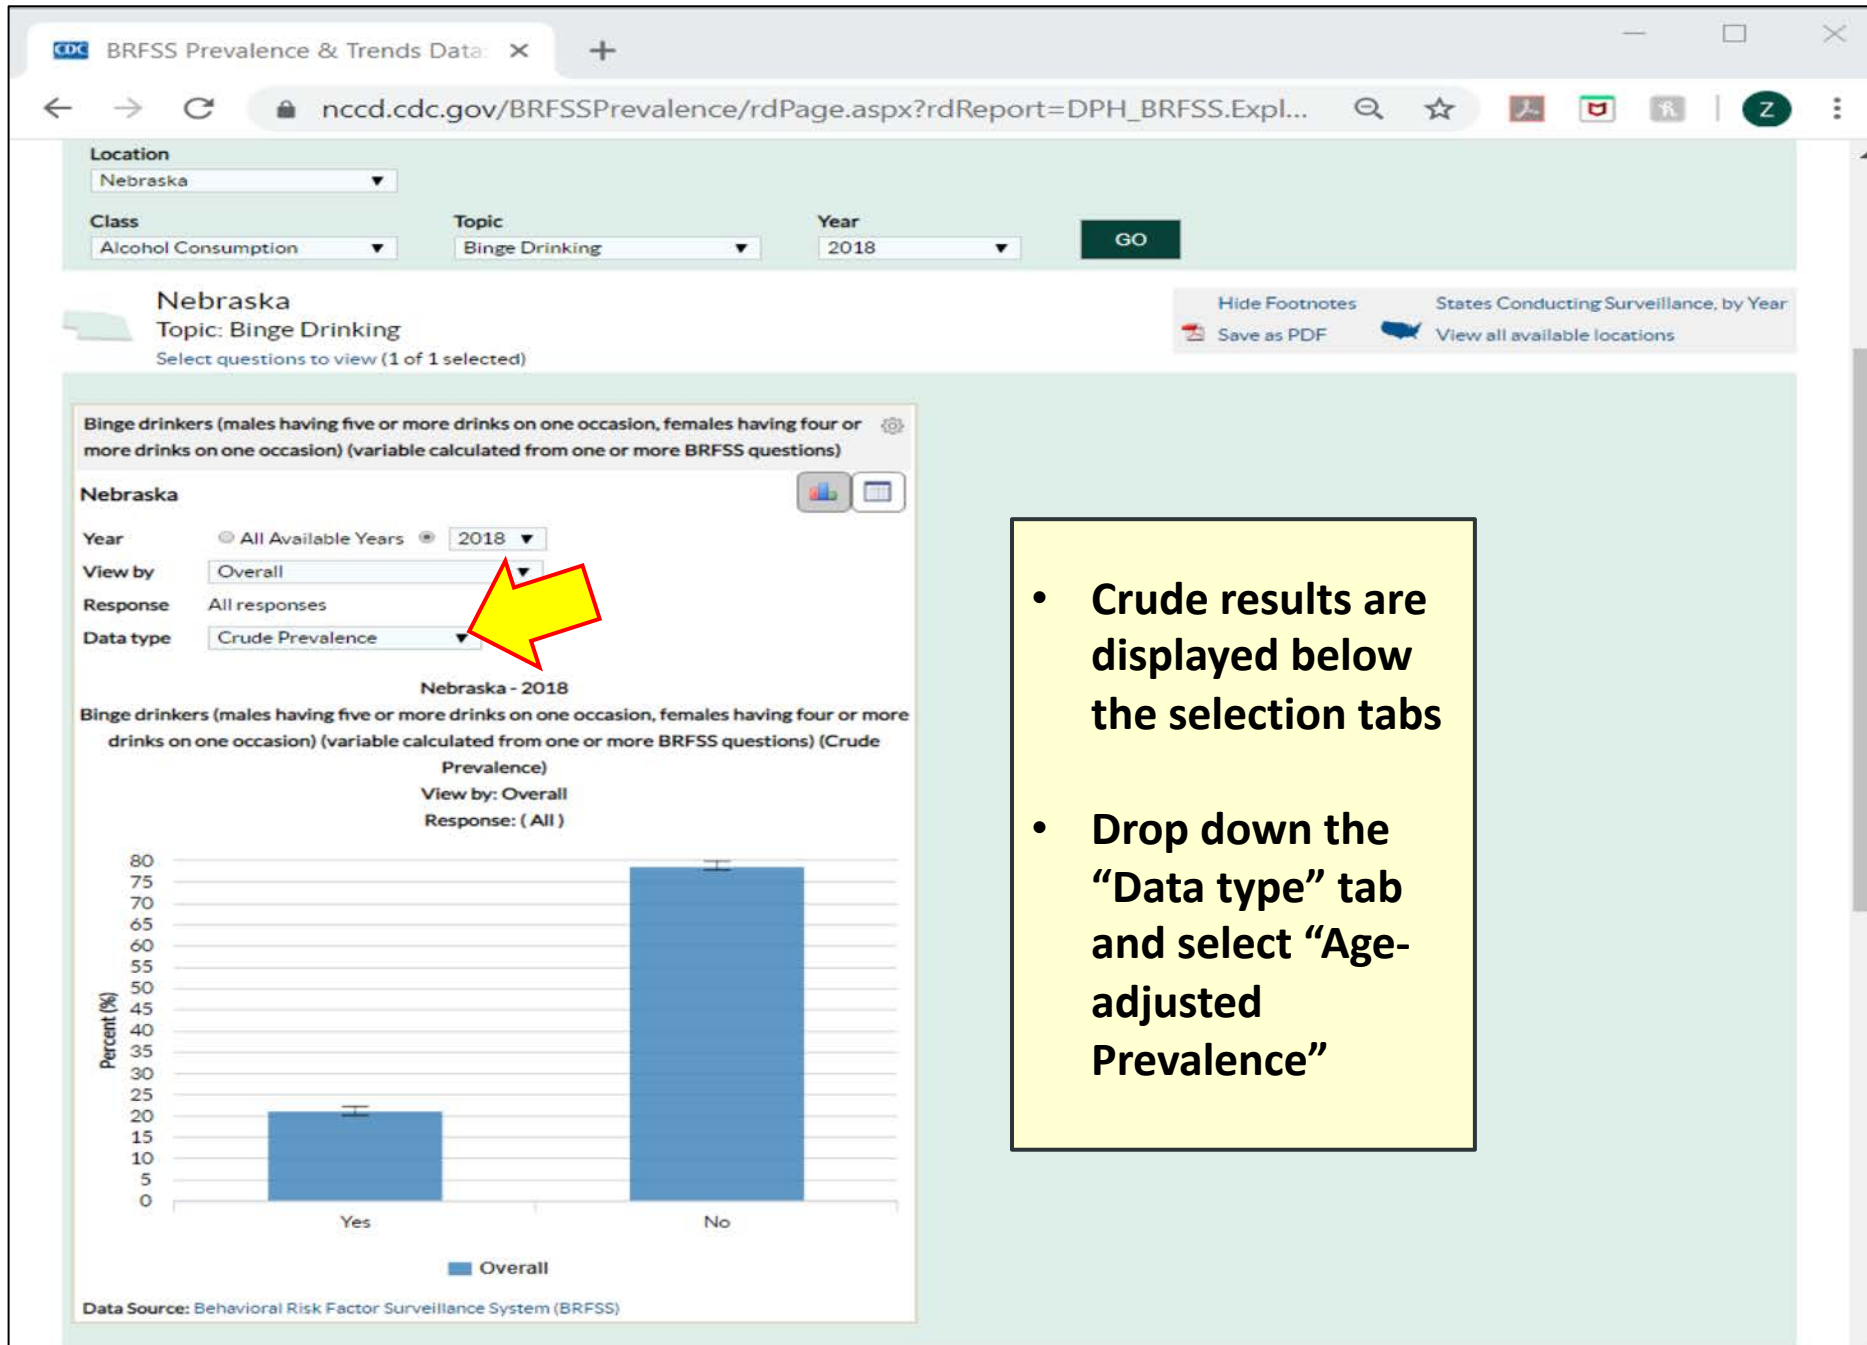 CDC BRFSS Prevalence & Trends Data:
nccd.cdc.gov/BRFSSPrevalence/rdPage.aspx?rdReport=DPH_BRFSS.Expl...
Z
Location
Nebraska
Class Topic Year
Alcohol Consumption Binge Drinking 2018 GO
Nebraska
Topic: Binge Drinking
Select questions to view (1 of 1 selected)
Hide Footnotes States Conducting Surveillance, by Year
Save as PDF View all available locations
Binge drinkers (males having five or more drinks on one occasion, females having four or
more drinks on one occasion) (variable calculated from one or more BRFSS questions)
Nebraska
Year All Available Years 2018
View by Overall
Response All responses
Data type Crude Prevalence
Nebraska - 2018
Binge drinkers (males having five or more drinks on one occasion, females having four or more
drinks on one occasion) (variable calculated from one or more BRFSS questions) (Crude
Prevalence)
View by: Overall
Response: ( All )
Percent (%)
80
75
70
65
60
55
50
45
40
35
30
25
20
15
10
5
0
Yes No
Overall
Data Source: Behavioral Risk Factor Surveillance System (BRFSS)
• Crude results are
displayed below
the selection tabs
• Drop down the
“Data type” tab
and select “Age-
adjusted
Prevalence”